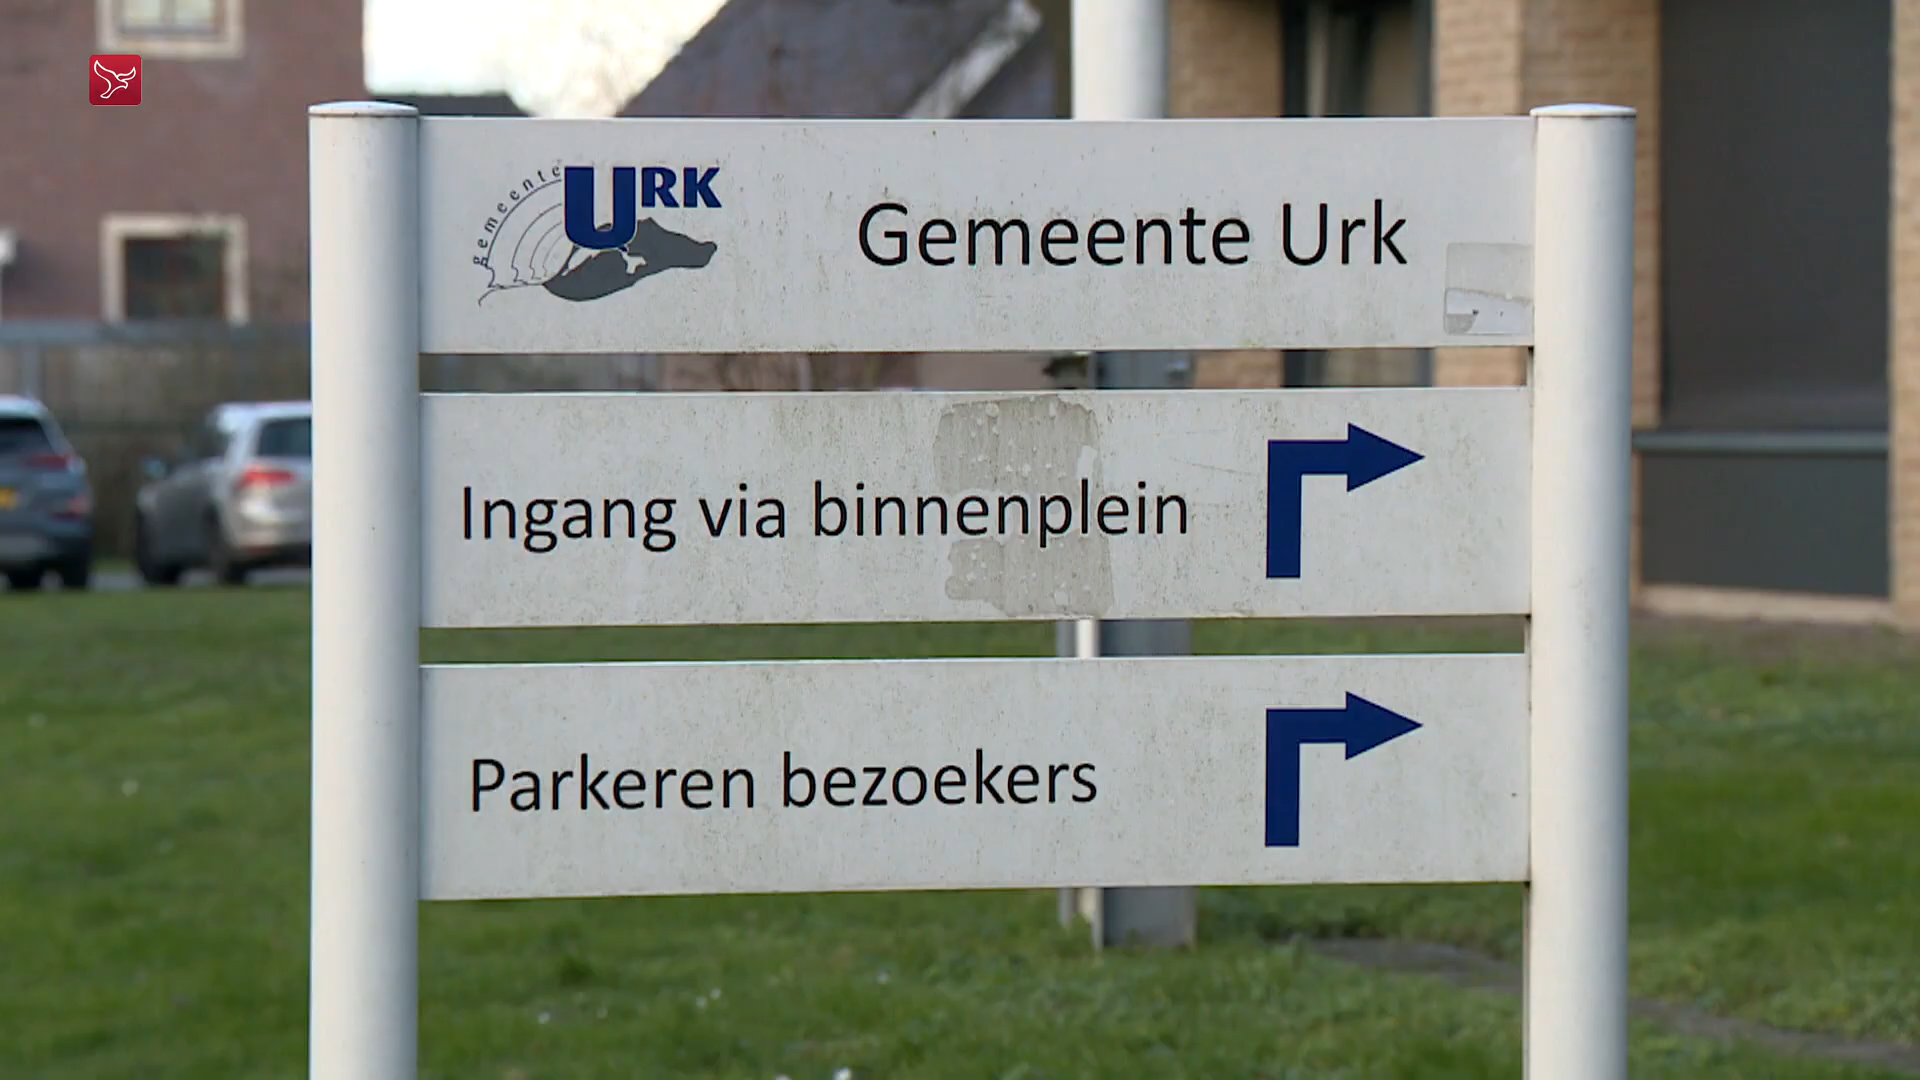 gemeente URK
Gemeente Urk
Ingang via binnenplein
Parkeren bezoekers